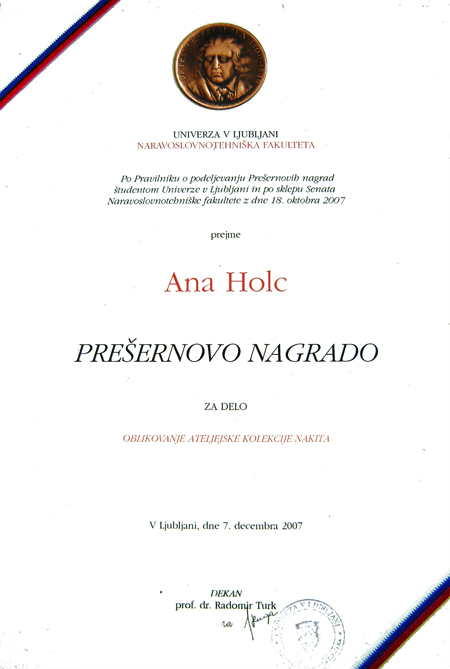 UNIVERZA V LJUBLJANI
NARAVOSLOVNOTEHNIŠKA FAKULTETA
Po Pravilniku o podeljevanju Prešernovih nagrad
študentom Univerze v Ljubljani in po sklepu Senata
Naravoslovnotehniške fakultete z dne 18. oktobra 2007
prejme
Ana Holc
PREŠERNOVO NAGRADO
ZA DELO
OBLIKOVANJE ATELJEJSKE KOLEKCIJE NAKITA
V Ljubljani, dne 7. decembra 2007
DEKAN
prof. dr. Radomir Turk
za